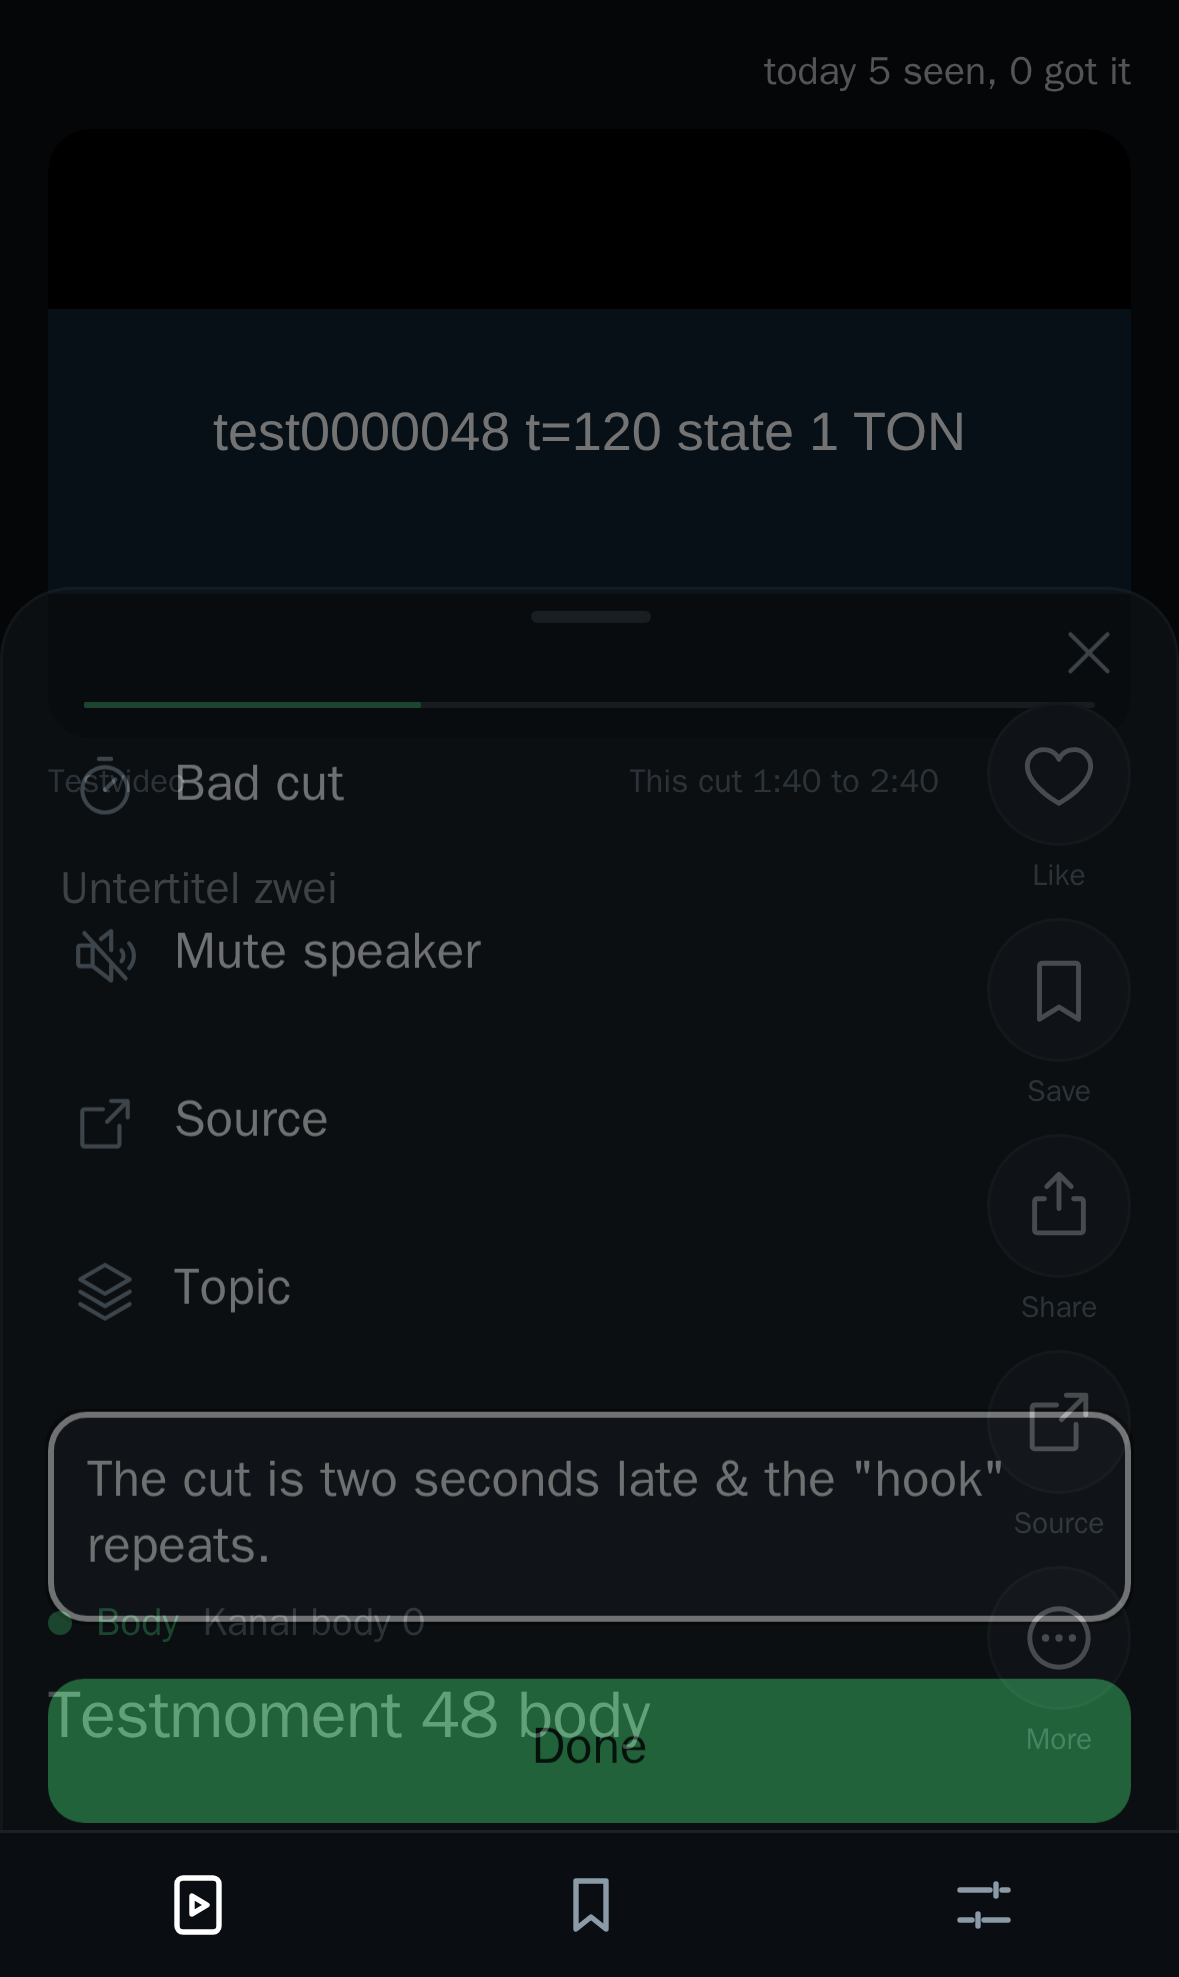 today 5 seen, 0 got it
test0000048 t=120 state 1 TON
Testvideo
This cut 1:40 to 2:40
Bad cut
Like
Untertitel zwei
Mute speaker
Save
Source
Share
Topic
The cut is two seconds late & the "hook"
repeats.
Source
Body Kanal body 0
Testmoment 48 body
Done
More